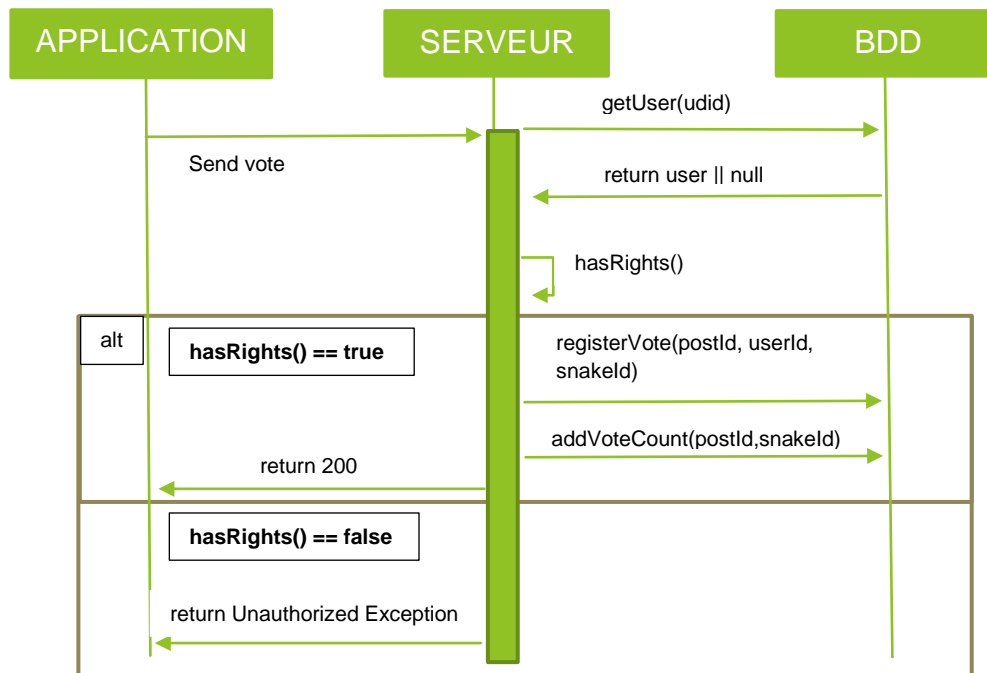 APPLICATION
SERVEUR
BDD
getUser(udid)
Send vote
return user || null
hasRights()
alt
hasRights() == true
registerVote(postId, userId,
snakeId)
addVoteCount(postId,snakeId)
return 200
hasRights() == false
return Unauthorized Exception